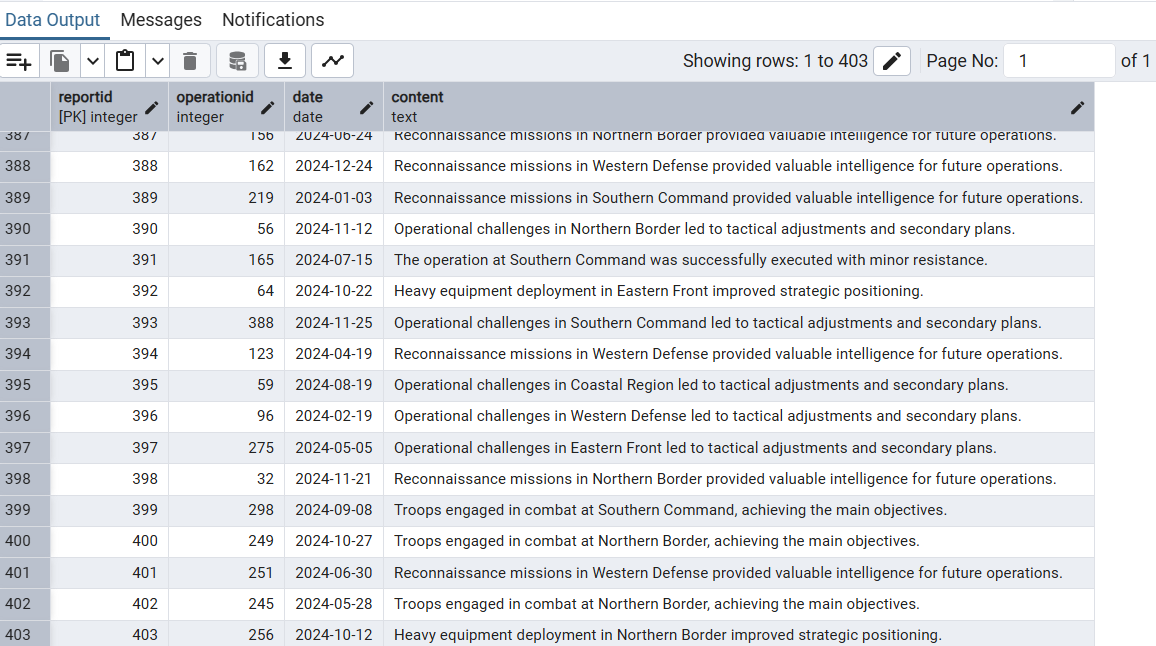 Data Output Messages Notifications
Showing rows: 1 to 403 Page No: 1 of 1
reportid operationid date content
[PK] integer integer date text
387 387 156 2024-06-24 Reconnaissance missions in Northern Border provided valuable intelligence for future operations.
388 388 162 2024-12-24 Reconnaissance missions in Western Defense provided valuable intelligence for future operations.
389 389 219 2024-01-03 Reconnaissance missions in Southern Command provided valuable intelligence for future operations.
390 390 56 2024-11-12 Operational challenges in Northern Border led to tactical adjustments and secondary plans.
391 391 165 2024-07-15 The operation at Southern Command was successfully executed with minor resistance.
392 392 64 2024-10-22 Heavy equipment deployment in Eastern Front improved strategic positioning.
393 393 388 2024-11-25 Operational challenges in Southern Command led to tactical adjustments and secondary plans.
394 394 123 2024-04-19 Reconnaissance missions in Western Defense provided valuable intelligence for future operations.
395 395 59 2024-08-19 Operational challenges in Coastal Region led to tactical adjustments and secondary plans.
396 396 96 2024-02-19 Operational challenges in Western Defense led to tactical adjustments and secondary plans.
397 397 275 2024-05-05 Operational challenges in Eastern Front led to tactical adjustments and secondary plans.
398 398 32 2024-11-21 Reconnaissance missions in Northern Border provided valuable intelligence for future operations.
399 399 298 2024-09-08 Troops engaged in combat at Southern Command, achieving the main objectives.
400 400 249 2024-10-27 Troops engaged in combat at Northern Border, achieving the main objectives.
401 401 251 2024-06-30 Reconnaissance missions in Western Defense provided valuable intelligence for future operations.
402 402 245 2024-05-28 Troops engaged in combat at Northern Border, achieving the main objectives.
403 403 256 2024-10-12 Heavy equipment deployment in Northern Border improved strategic positioning.